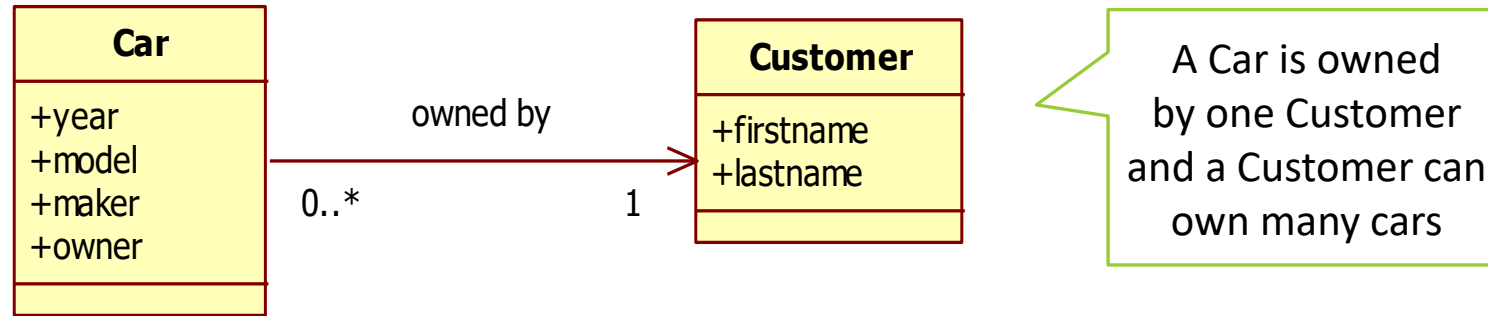 Car
+year
+model
+maker
+owner
owned by
0..*
1
Customer
+firstname
+lastname
A Car is owned
by one Customer
and a Customer can
own many cars